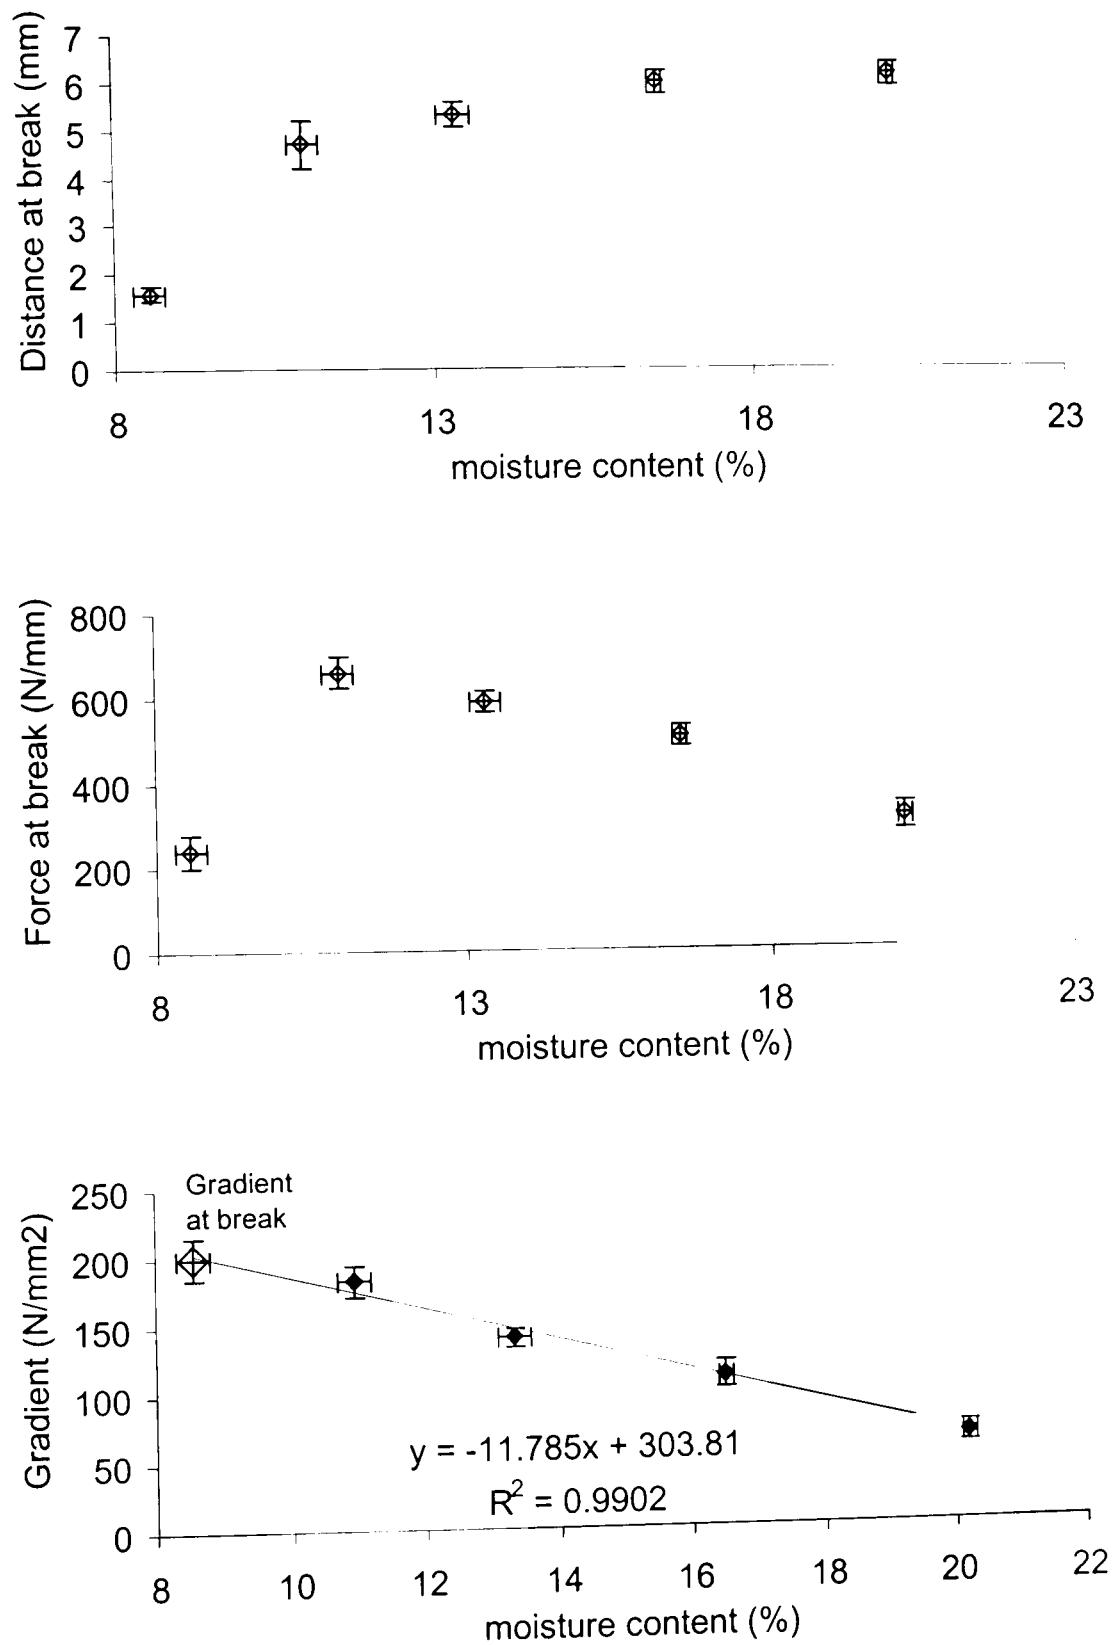 Distance at break (mm)
7
6
5
4
3
2
1
0
8 13 18 23
moisture content (%)
Force at break (N/mm)
800
600
400
200
0
8 13 18 23
moisture content (%)
Gradient (N/mm2)
250
200
150
100
50
0
Gradient
at break
y = -11.785x + 303.81
R² = 0.9902
8 10 12 14 16 18 20 22
moisture content (%)